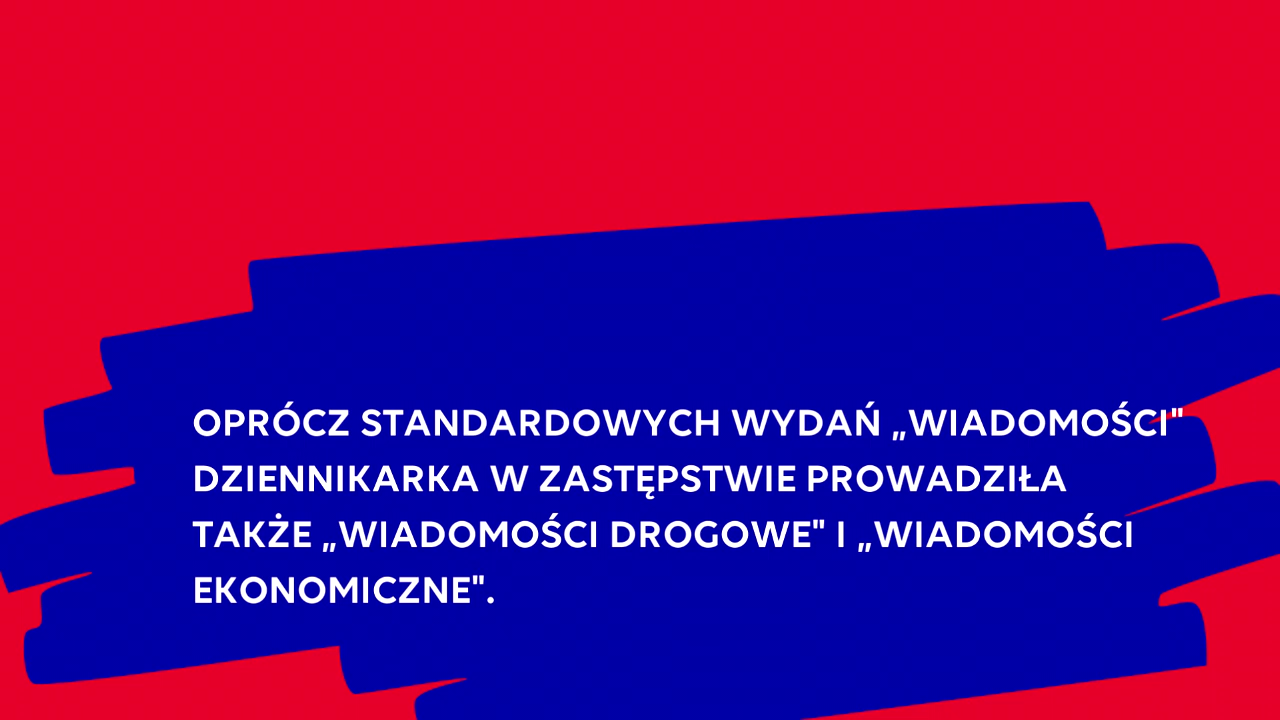 OPRÓCZ STANDARDOWYCH WYDAŃ „WIADOMOŚCI"
DZIENNIKARKA W ZASTĘPSTWIE PROWADZIŁA
TAKŻE „WIADOMOŚCI DROGOWE" I „WIADOMOŚCI
EKONOMICZNE".